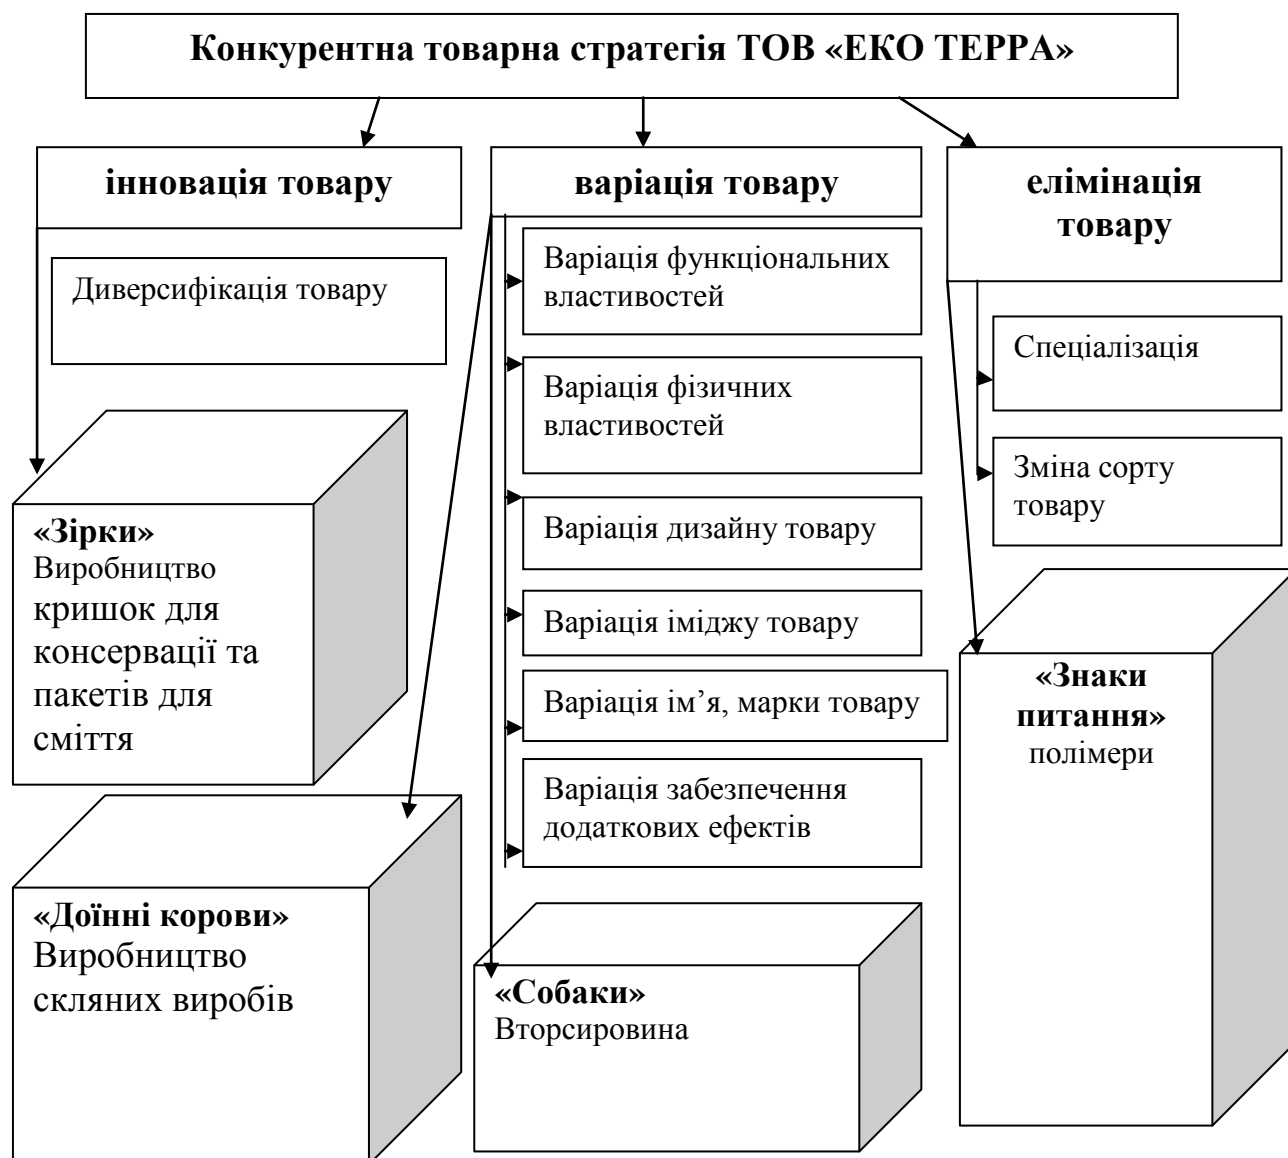 Конкурентна товарна стратегія ТОВ «ЕКО ТЕРРА»
інновація товару
Диверсифікація товару
«Зірки»
Виробництво
кришок для
консервації та
пакетів для
сміття
«Доїнні корови»
Виробництво
скляних виробів
варіація товару
Варіація функціональних
властивостей
Варіація фізичних
властивостей
Варіація дизайну товару
Варіація іміджу товару
Варіація ім’я, марки товару
Варіація забезпечення
додаткових ефектів
«Собаки»
Вторсировина
елімінація
товару
Спеціалізація
Зміна сорту
товару
«Знаки
питання»
полімери